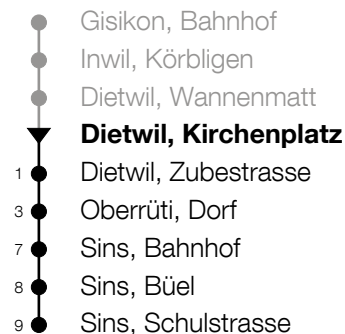 Gisikon, Bahnhof
Inwil, Körbligen
Dietwil, Wannenmatt
Dietwil, Kirchenplatz
1 Dietwil, Zubestrasse
3 Oberrüti, Dorf
7 Sins, Bahnhof
8 Sins, Büel
9 Sins, Schulstrasse